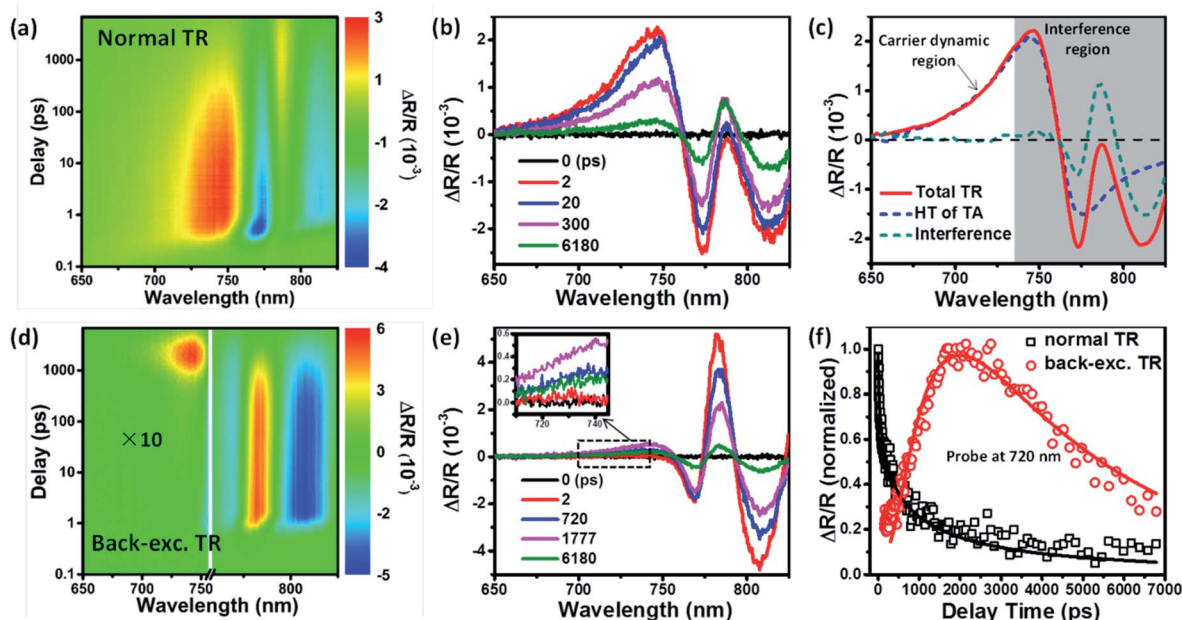 (a)
Normal TR
Delay (ps)
1000
100
10
1
0.1
650 700 750 800
Wavelength (nm)
3
1
-1
-2
-4
ΔR/R (10⁻³)
(b)
ΔR/R (10⁻³)
2
1
0
-1
-2
0 (ps)
2
20
300
6180
650 700 750 800
Wavelength (nm)
(c)
Carrier dynamic
region
Interference
region
ΔR/R (10⁻³)
2
1
0
-1
-2
Total TR
HT of TA
Interference
650 700 750 800
Wavelength (nm)
(d)
×10
Back-exc. TR
Delay (ps)
1000
100
10
1
0.1
650 700 750 800
Wavelength (nm)
6
4
2
0
-2
-3
-5
ΔR/R (10⁻³)
(e)
0.6
0.4
0.2
0.0
720 740
ΔR/R (10⁻³)
4
2
0
-2
-4
0 (ps)
2
720
1777
6180
650 700 750 800
Wavelength (nm)
(f)
normal TR
back-exc. TR
Probe at 720 nm
ΔR/R (normalized)
1.0
0.8
0.6
0.4
0.2
0.0
0 1000 2000 3000 4000 5000 6000 7000
Delay Time (ps)